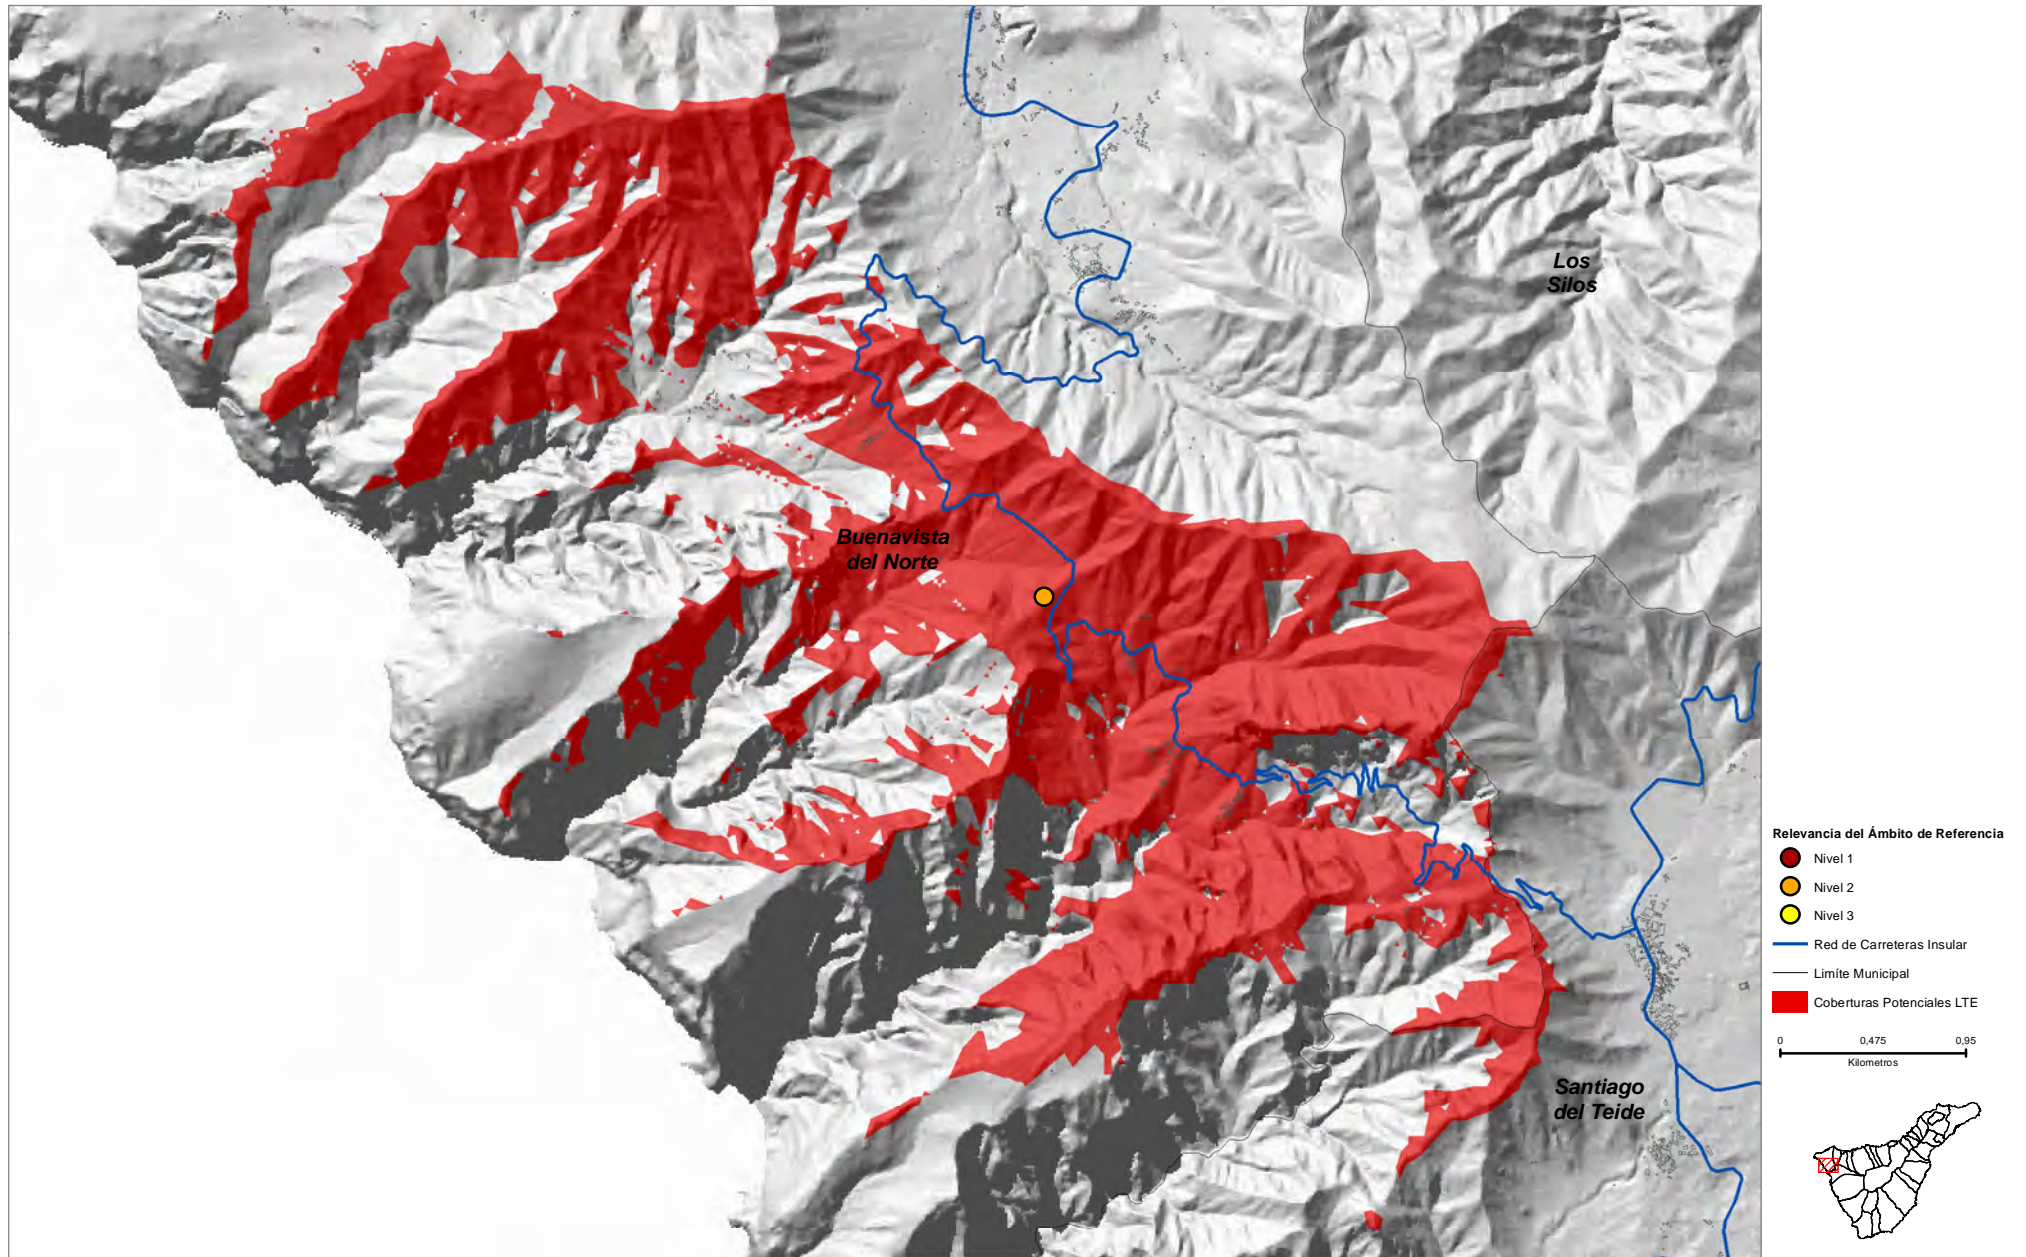 Los
Silos
Buenavista
del Norte
Santiago
del Teide
Relevancia del Ámbito de Referencia
Nivel 1
Nivel 2
Nivel 3
Red de Carreteras Insular
Limíte Municipal
Coberturas Potenciales LTE
0 0,475 0,95
Kilometros